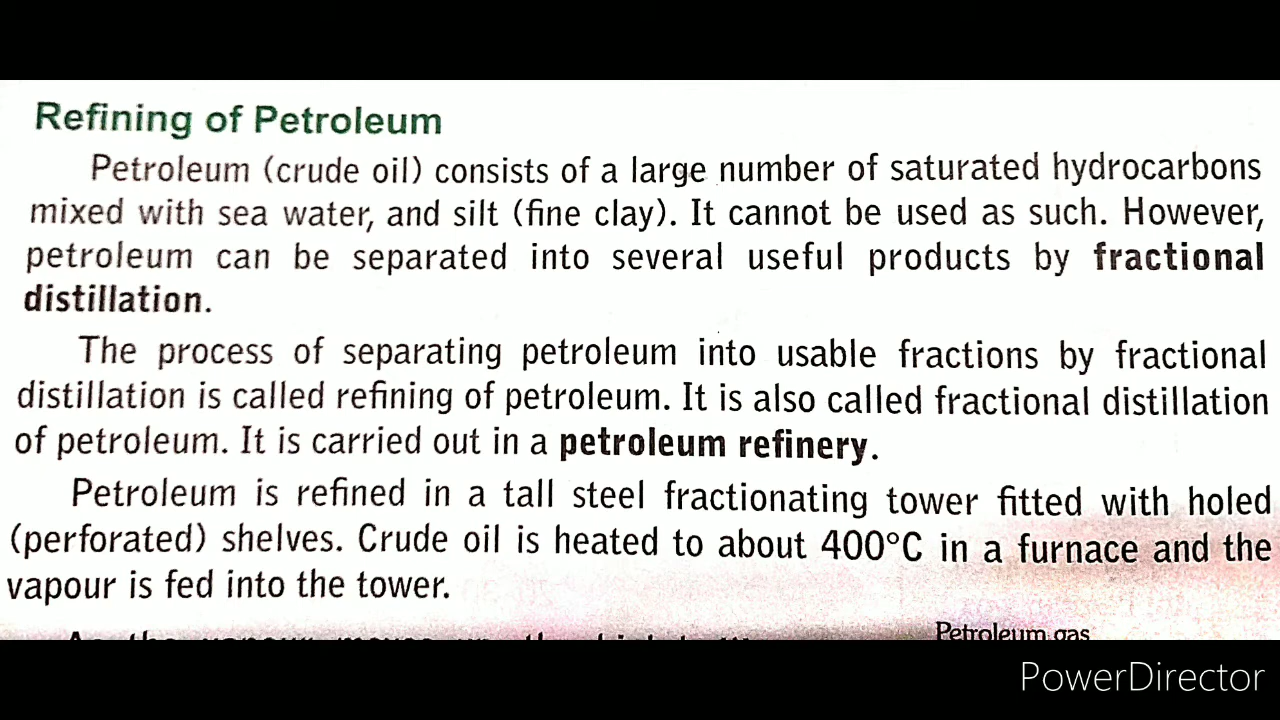 Refining of Petroleum
Petroleum (crude oil) consists of a large number of saturated hydrocarbons
mixed with sea water, and silt (fine clay). It cannot be used as such. However,
petroleum can be separated into several useful products by fractional
distillation.
The process of separating petroleum into usable fractions by fractional
distillation is called refining of petroleum. It is also called fractional distillation
of petroleum. It is carried out in a petroleum refinery.
Petroleum is refined in a tall steel fractionating tower fitted with holed
(perforated) shelves. Crude oil is heated to about 400°C in a furnace and the
vapour is fed into the tower.
Petroleum gas
PowerDirector